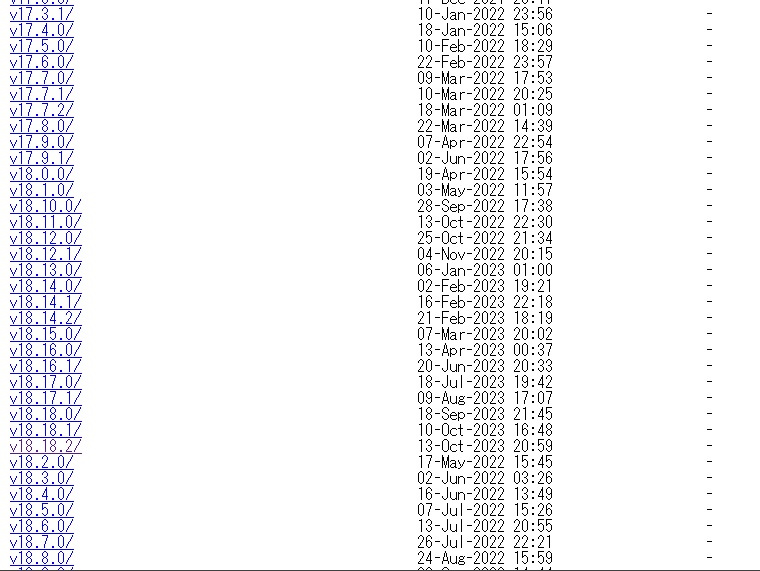 v17.3.1/ 10-Jan-2022 23:56 -
v17.4.0/ 18-Jan-2022 15:06 -
v17.5.0/ 10-Feb-2022 18:29 -
v17.6.0/ 22-Feb-2022 23:57 -
v17.7.0/ 09-Mar-2022 17:53 -
v17.7.1/ 10-Mar-2022 20:25 -
v17.7.2/ 18-Mar-2022 01:09 -
v17.8.0/ 22-Mar-2022 14:39 -
v17.9.0/ 07-Apr-2022 22:54 -
v17.9.1/ 02-Jun-2022 17:56 -
v18.0.0/ 19-Apr-2022 15:54 -
v18.1.0/ 03-May-2022 11:57 -
v18.10.0/ 28-Sep-2022 17:38 -
v18.11.0/ 13-Oct-2022 22:30 -
v18.12.0/ 25-Oct-2022 21:34 -
v18.12.1/ 04-Nov-2022 20:15 -
v18.13.0/ 06-Jan-2023 01:00 -
v18.14.0/ 02-Feb-2023 19:21 -
v18.14.1/ 16-Feb-2023 22:18 -
v18.14.2/ 21-Feb-2023 18:19 -
v18.15.0/ 07-Mar-2023 20:02 -
v18.16.0/ 13-Apr-2023 00:37 -
v18.16.1/ 20-Jun-2023 20:33 -
v18.17.0/ 18-Jul-2023 19:42 -
v18.17.1/ 09-Aug-2023 17:07 -
v18.18.0/ 18-Sep-2023 21:45 -
v18.18.1/ 10-Oct-2023 16:48 -
v18.18.2/ 13-Oct-2023 20:59 -
v18.2.0/ 17-May-2022 15:45 -
v18.3.0/ 02-Jun-2022 03:26 -
v18.4.0/ 16-Jun-2022 13:49 -
v18.5.0/ 07-Jul-2022 15:26 -
v18.6.0/ 13-Jul-2022 20:55 -
v18.7.0/ 26-Jul-2022 22:21 -
v18.8.0/ 24-Aug-2022 15:59 -